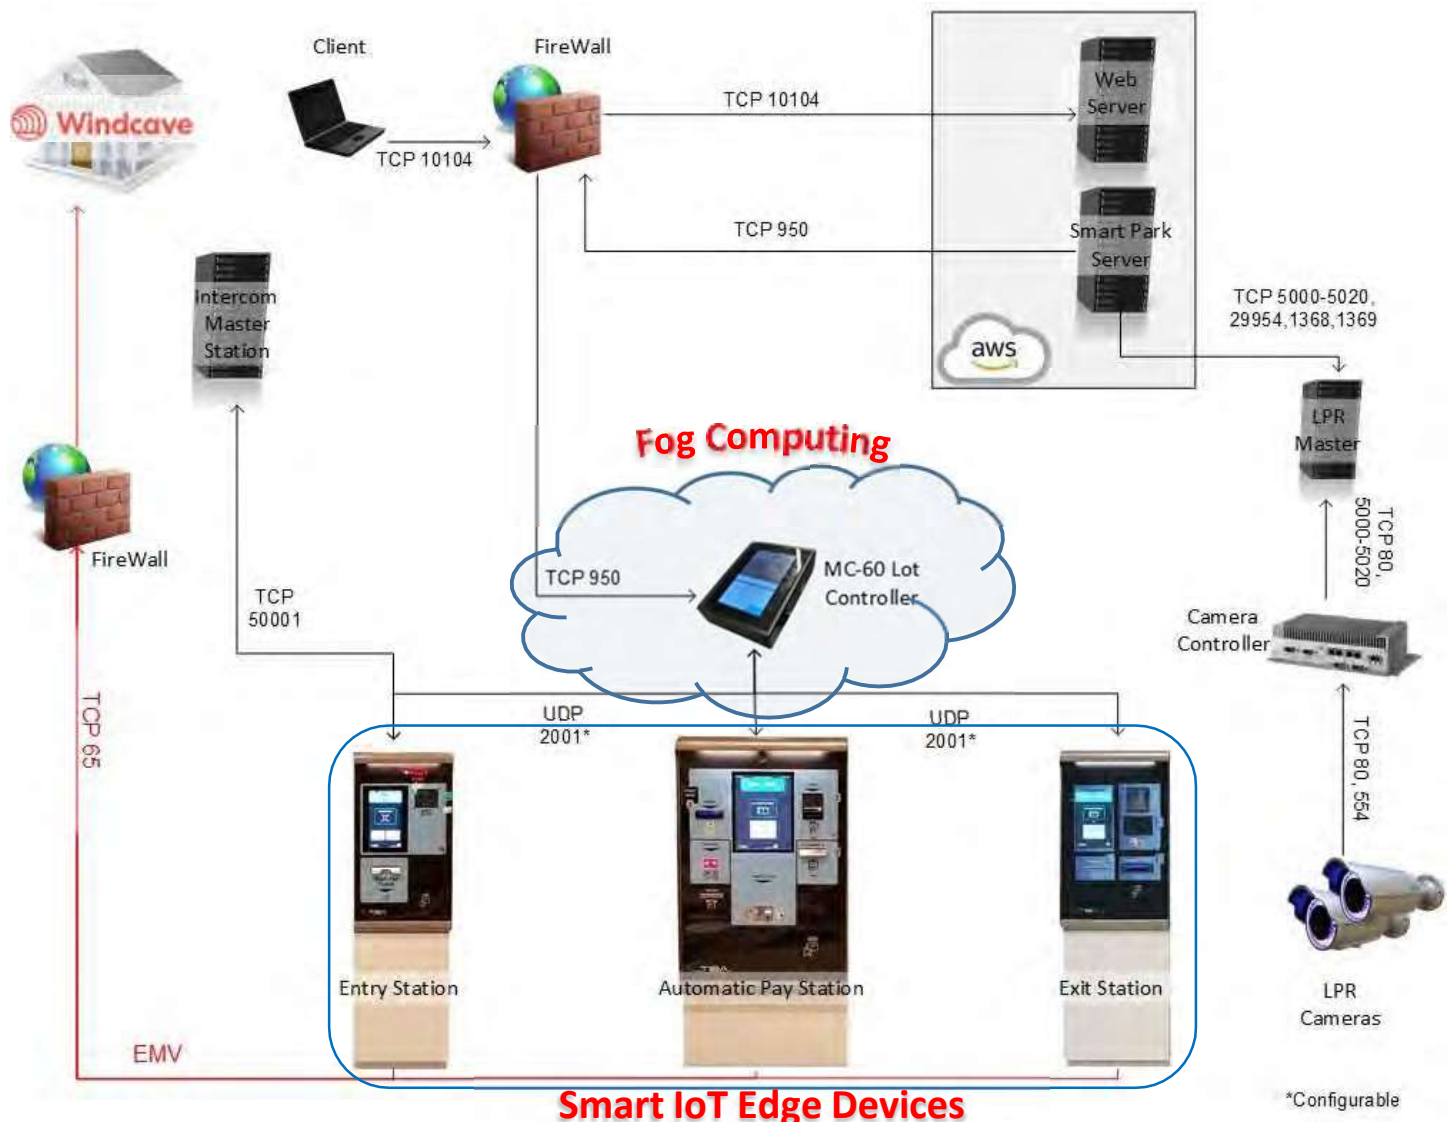 Client
FireWall
Windcave
TCP 10104
TCP 10104
Web
Server
TCP 950
Smart Park
Server
aws
Intercom
Master
Station
TCP 5000-5020,
29954,1368,1369
LPR
Master
Fog Computing
FireWall
TCP
50001
TCP 950
MC-60 Lot
Controller
TCP 80,
5000-5020
Camera
Controller
TCP 65
UDP
2001*
UDP
2001*
TCP 80, 554
Entry Station
Automatic Pay Station
Exit Station
LPR
Cameras
EMV
Smart IoT Edge Devices
*Configurable